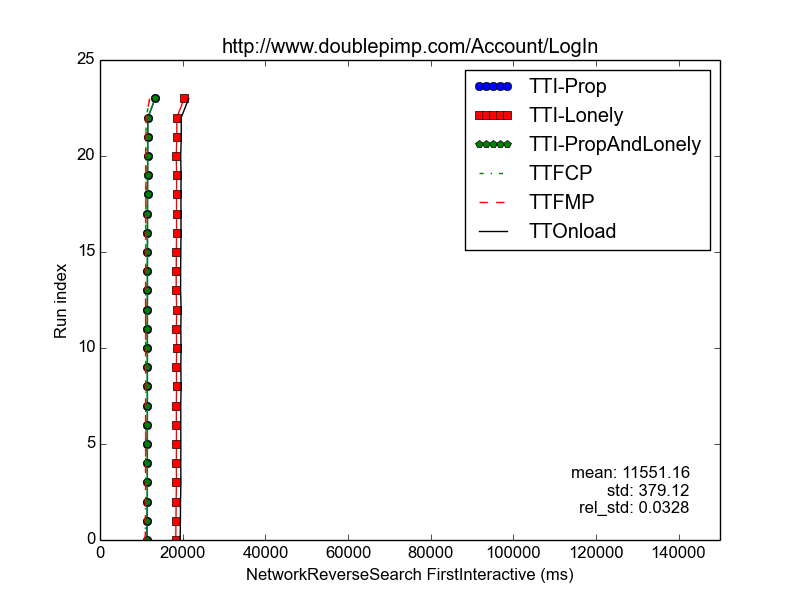 http://www.doublepimp.com/Account/LogIn
25
20
15
10
5
0
Run index
TTI-Prop
TTI-Lonely
TTI-PropAndLonely
TTFCP
TTFMP
TTOnload
mean: 11551.16
std: 379.12
rel_std: 0.0328
0 20000 40000 60000 80000 100000 120000 140000
NetworkReverseSearch FirstInteractive (ms)